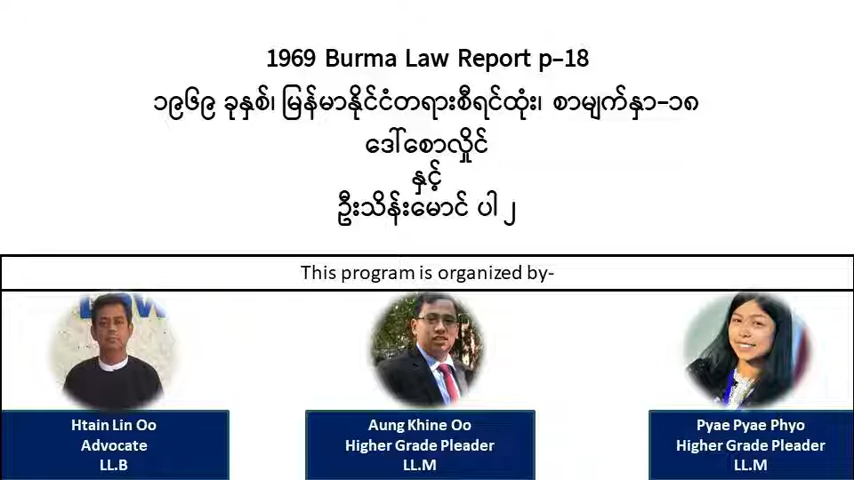 1969 Burma Law Report p-18
၁၉၆၉ ခုနှစ်၊ မြန်မာနိုင်ငံတရားစီရင်ထုံး၊ စာမျက်နှာ-၁၈
ဒေါ်စောလှိုင်
နှင့်
ဦးသိန်းမောင် ပါ ၂
This program is organized by-
Htain Lin Oo
Advocate
LL.B
Aung Khine Oo
Higher Grade Pleader
LL.M
Pyae Pyae Phyo
Higher Grade Pleader
LL.M